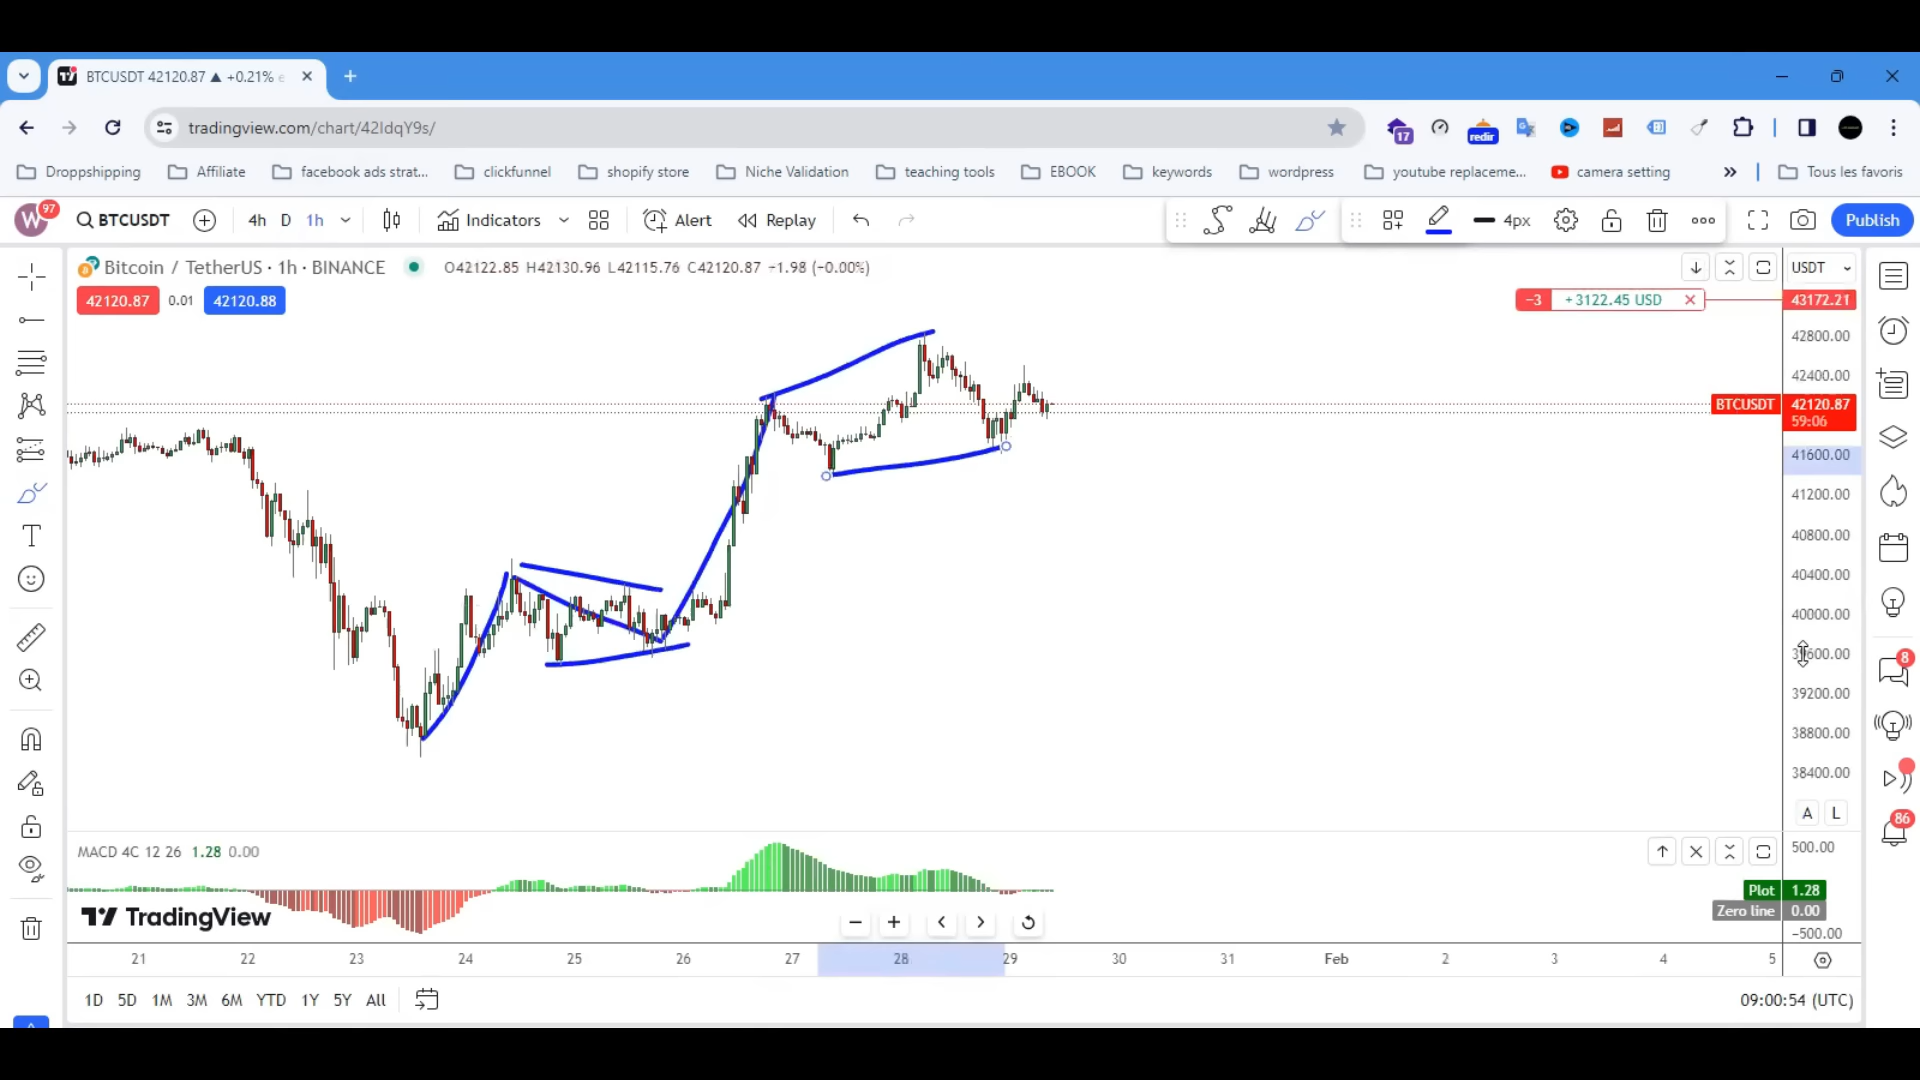 BTCUSDT 42120.87 ▲ +0.21%
tradingview.com/chart/42IdqY9s/
17
redir
Droppshipping
Affiliate
facebook ads strat...
clickfunnel
shopify store
Niche Validation
teaching tools
EBOOK
keywords
wordpress
youtube replaceme...
camera setting
»
Tous les favoris
W
97
BTCUSDT
4h D 1h
Indicators
Alert
Replay
4px
Publish
Bitcoin / TetherUS · 1h · BINANCE
O42122.85 H42130.96 L42115.76 C42120.87 −1.98 (−0.00%)
USDT
42120.87 0.01 42120.88
−3 +3122.45 USD
43172.21
42800.00
42400.00
BTCUSDT 42120.87
59:06
41600.00
41200.00
40800.00
40400.00
40000.00
39200.00
38800.00
38400.00
8
86
A L
MACD 4C 12 26 1.28 0.00
500.00
Plot 1.28
Zero line 0.00
−500.00
TradingView
21 22 23 24 25 26 27 28 29 30 31 Feb 2 3 4 5
1D 5D 1M 3M 6M YTD 1Y 5Y All
09:00:54 (UTC)